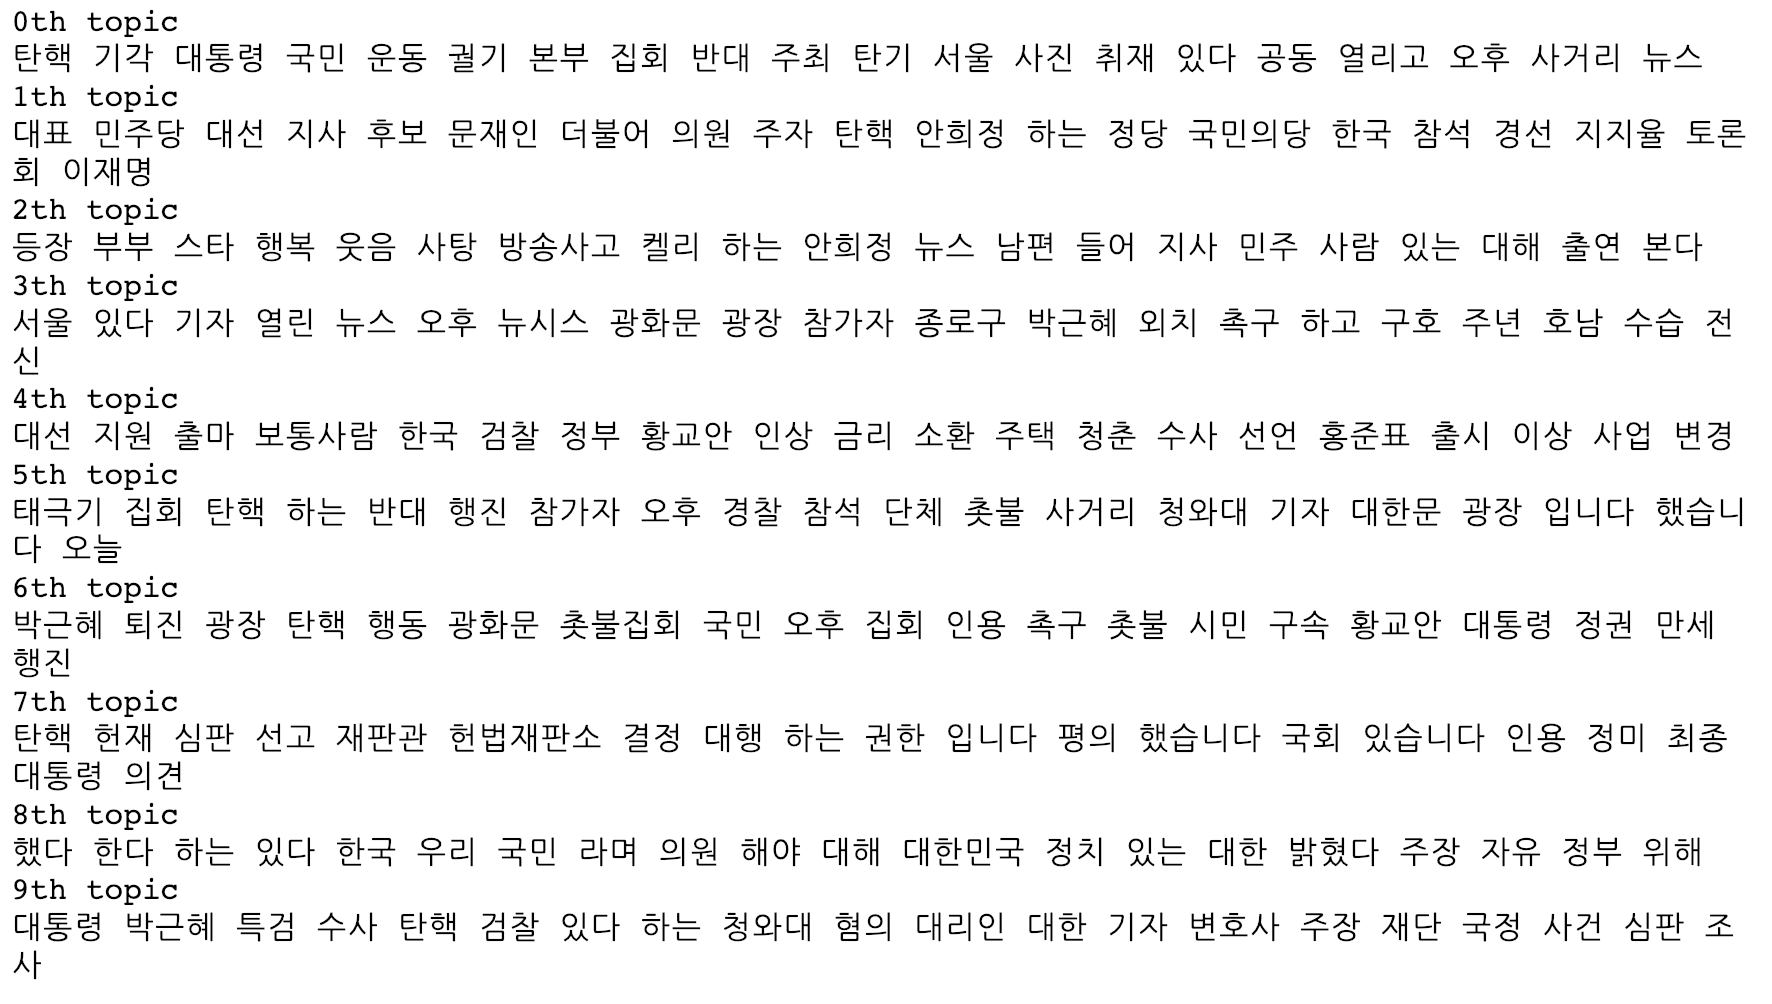 0th topic
탄핵 기각 대통령 국민 운동 궐기 본부 집회 반대 주최 탄기 서울 사진 취재 있다 공동 열리고 오후 사거리 뉴스
1th topic
대표 민주당 대선 지사 후보 문재인 더불어 의원 주자 탄핵 안희정 하는 정당 국민의당 한국 참석 경선 지지율 토론
회 이재명
2th topic
등장 부부 스타 행복 웃음 사탕 방송사고 켈리 하는 안희정 뉴스 남편 들어 지사 민주 사람 있는 대해 출연 본다
3th topic
서울 있다 기자 열린 뉴스 오후 뉴시스 광화문 광장 참가자 종로구 박근혜 외치 촉구 하고 구호 주년 호남 수습 전
신
4th topic
대선 지원 출마 보통사람 한국 검찰 정부 황교안 인상 금리 소환 주택 청춘 수사 선언 홍준표 출시 이상 사업 변경
5th topic
태극기 집회 탄핵 하는 반대 행진 참가자 오후 경찰 참석 단체 촛불 사거리 청와대 기자 대한문 광장 입니다 했습니
다 오늘
6th topic
박근혜 퇴진 광장 탄핵 행동 광화문 촛불집회 국민 오후 집회 인용 촉구 촛불 시민 구속 황교안 대통령 정권 만세
행진
7th topic
탄핵 헌재 심판 선고 재판관 헌법재판소 결정 대행 하는 권한 입니다 평의 했습니다 국회 있습니다 인용 정미 최종
대통령 의견
8th topic
했다 한다 하는 있다 한국 우리 국민 라며 의원 해야 대해 대한민국 정치 있는 대한 밝혔다 주장 자유 정부 위해
9th topic
대통령 박근혜 특검 수사 탄핵 검찰 있다 하는 청와대 혐의 대리인 대한 기자 변호사 주장 재단 국정 사건 심판 조
사